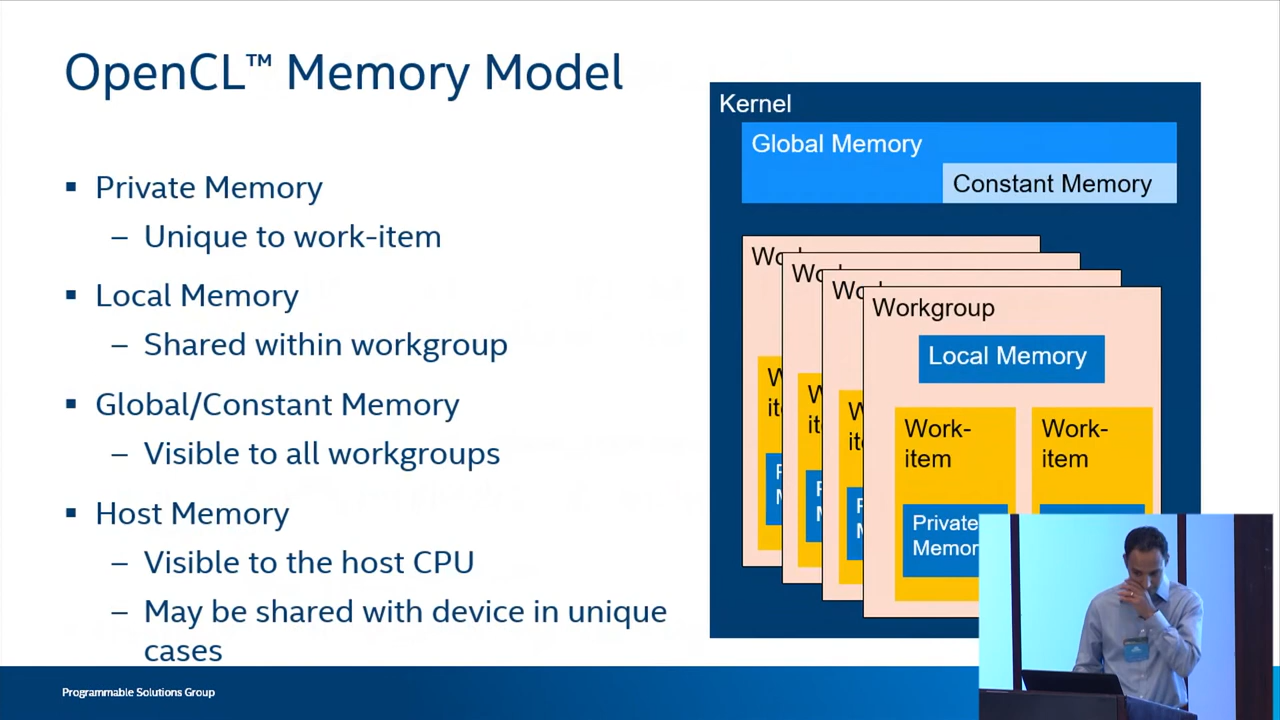 OpenCL™ Memory Model
▪ Private Memory
– Unique to work-item
▪ Local Memory
– Shared within workgroup
▪ Global/Constant Memory
– Visible to all workgroups
▪ Host Memory
– Visible to the host CPU
– May be shared with device in unique
cases
Kernel
Global Memory
Constant Memory
Workgroup
Local Memory
Work-
item
Private
Work-
item
Programmable Solutions Group